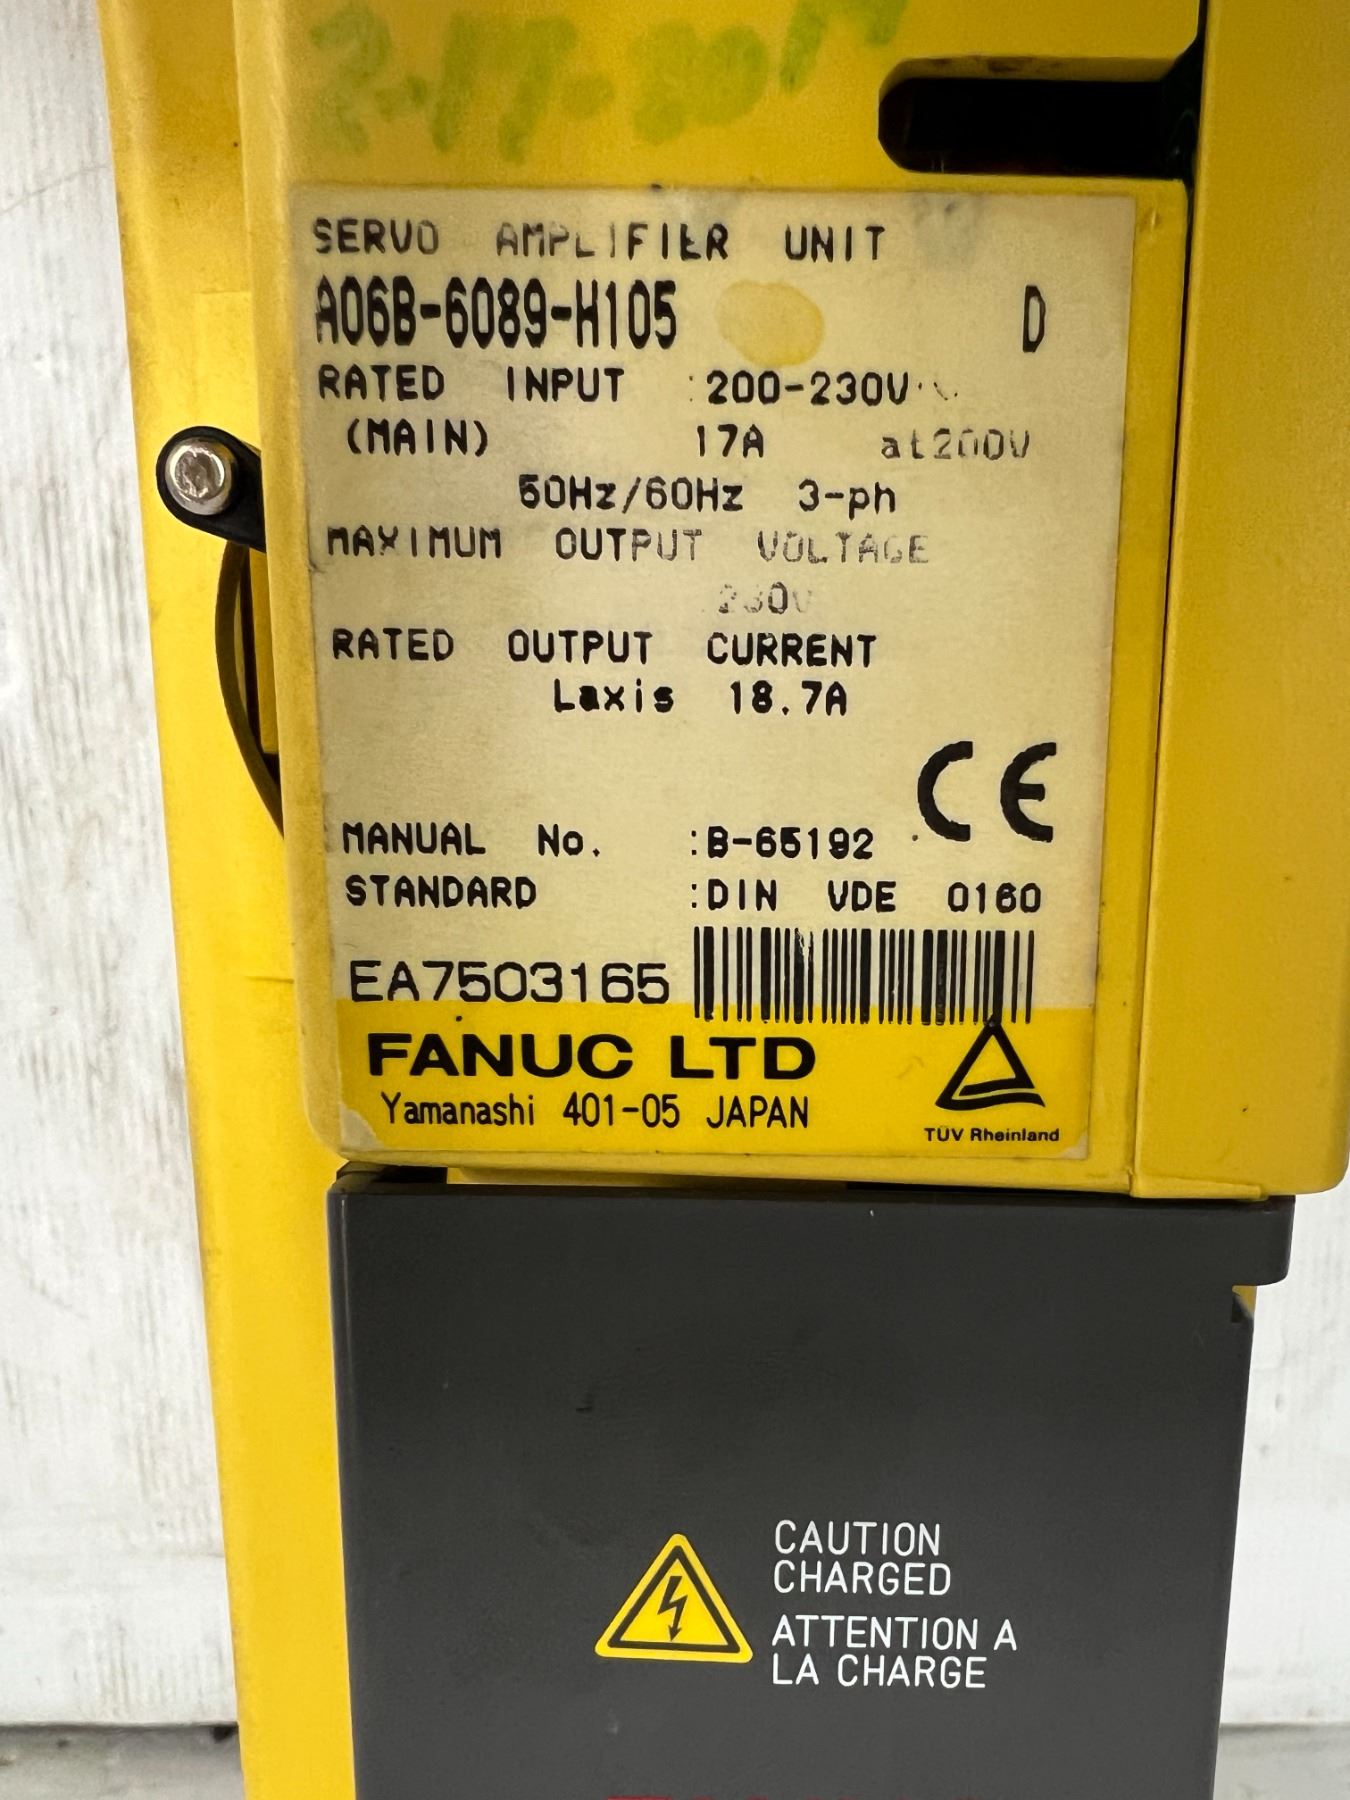 SERVO AMPLIFIER UNIT
A06B-6089-H105 D
RATED INPUT :200-230V
(MAIN) 17A at200V
50Hz/60Hz 3-ph
MAXIMUM OUTPUT VOLTAGE
230V
RATED OUTPUT CURRENT
Laxis 18.7A
CE
MANUAL No. :B-65192
STANDARD :DIN VDE 0160
EA7503165
FANUC LTD
Yamanashi 401-05 JAPAN
TÜV Rheinland
CAUTION
CHARGED
ATTENTION A
LA CHARGE